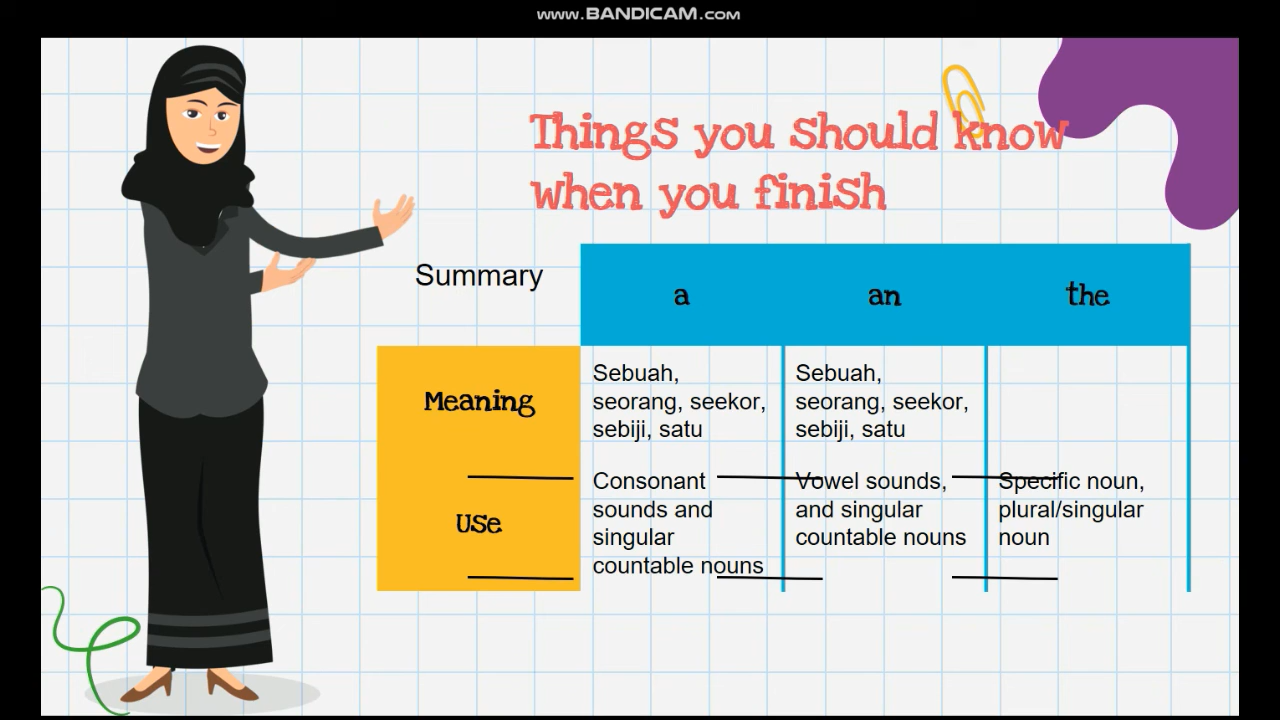 www.BANDICAM.com
Things you should know
when you finish
Summary
a
an
the
Meaning
Sebuah,
seorang, seekor,
sebiji, satu
Sebuah,
seorang, seekor,
sebiji, satu
Use
Consonant
sounds and
singular
countable nouns
Vowel sounds,
and singular
countable nouns
Specific noun,
plural/singular
noun